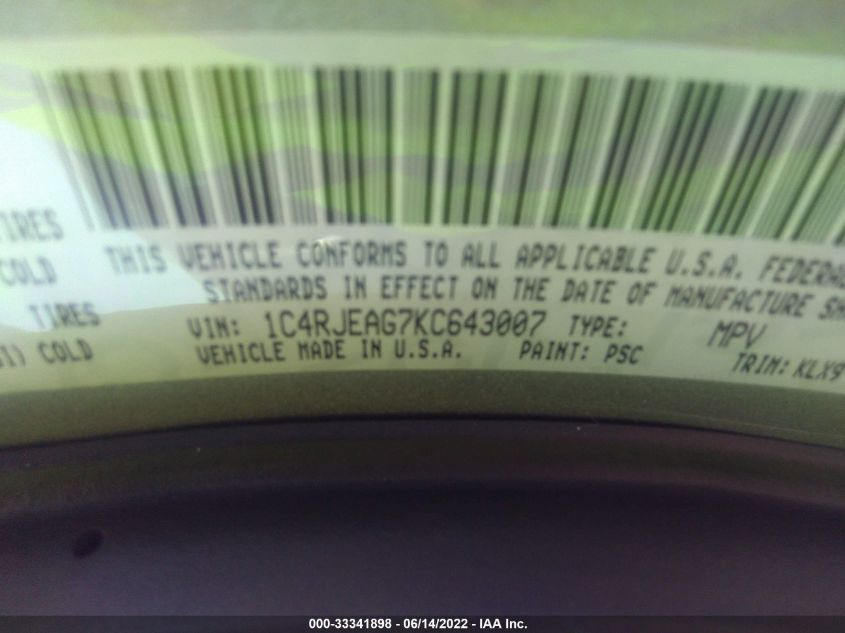 TIRES
COLD THIS VEHICLE CONFORMS TO ALL APPLICABLE U.S.A. FEDERAL
STANDARDS IN EFFECT ON THE DATE OF MANUFACTURE SH
TIRES VIN: 1C4RJEAG7KC643007 TYPE: MPV
COLD VEHICLE MADE IN U.S.A. PAINT: PSC TRIM: KLX9
000-33341898 - 06/14/2022 - IAA Inc.